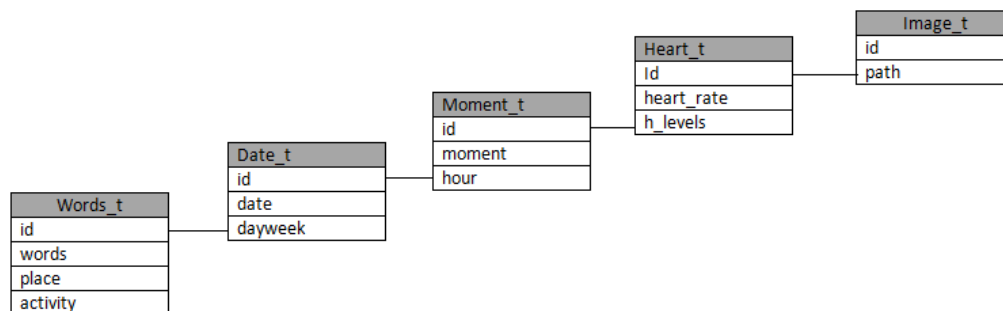 Words_t
id
words
place
activity
Date_t
id
date
dayweek
Moment_t
id
moment
hour
Heart_t
Id
heart_rate
h_levels
Image_t
id
path